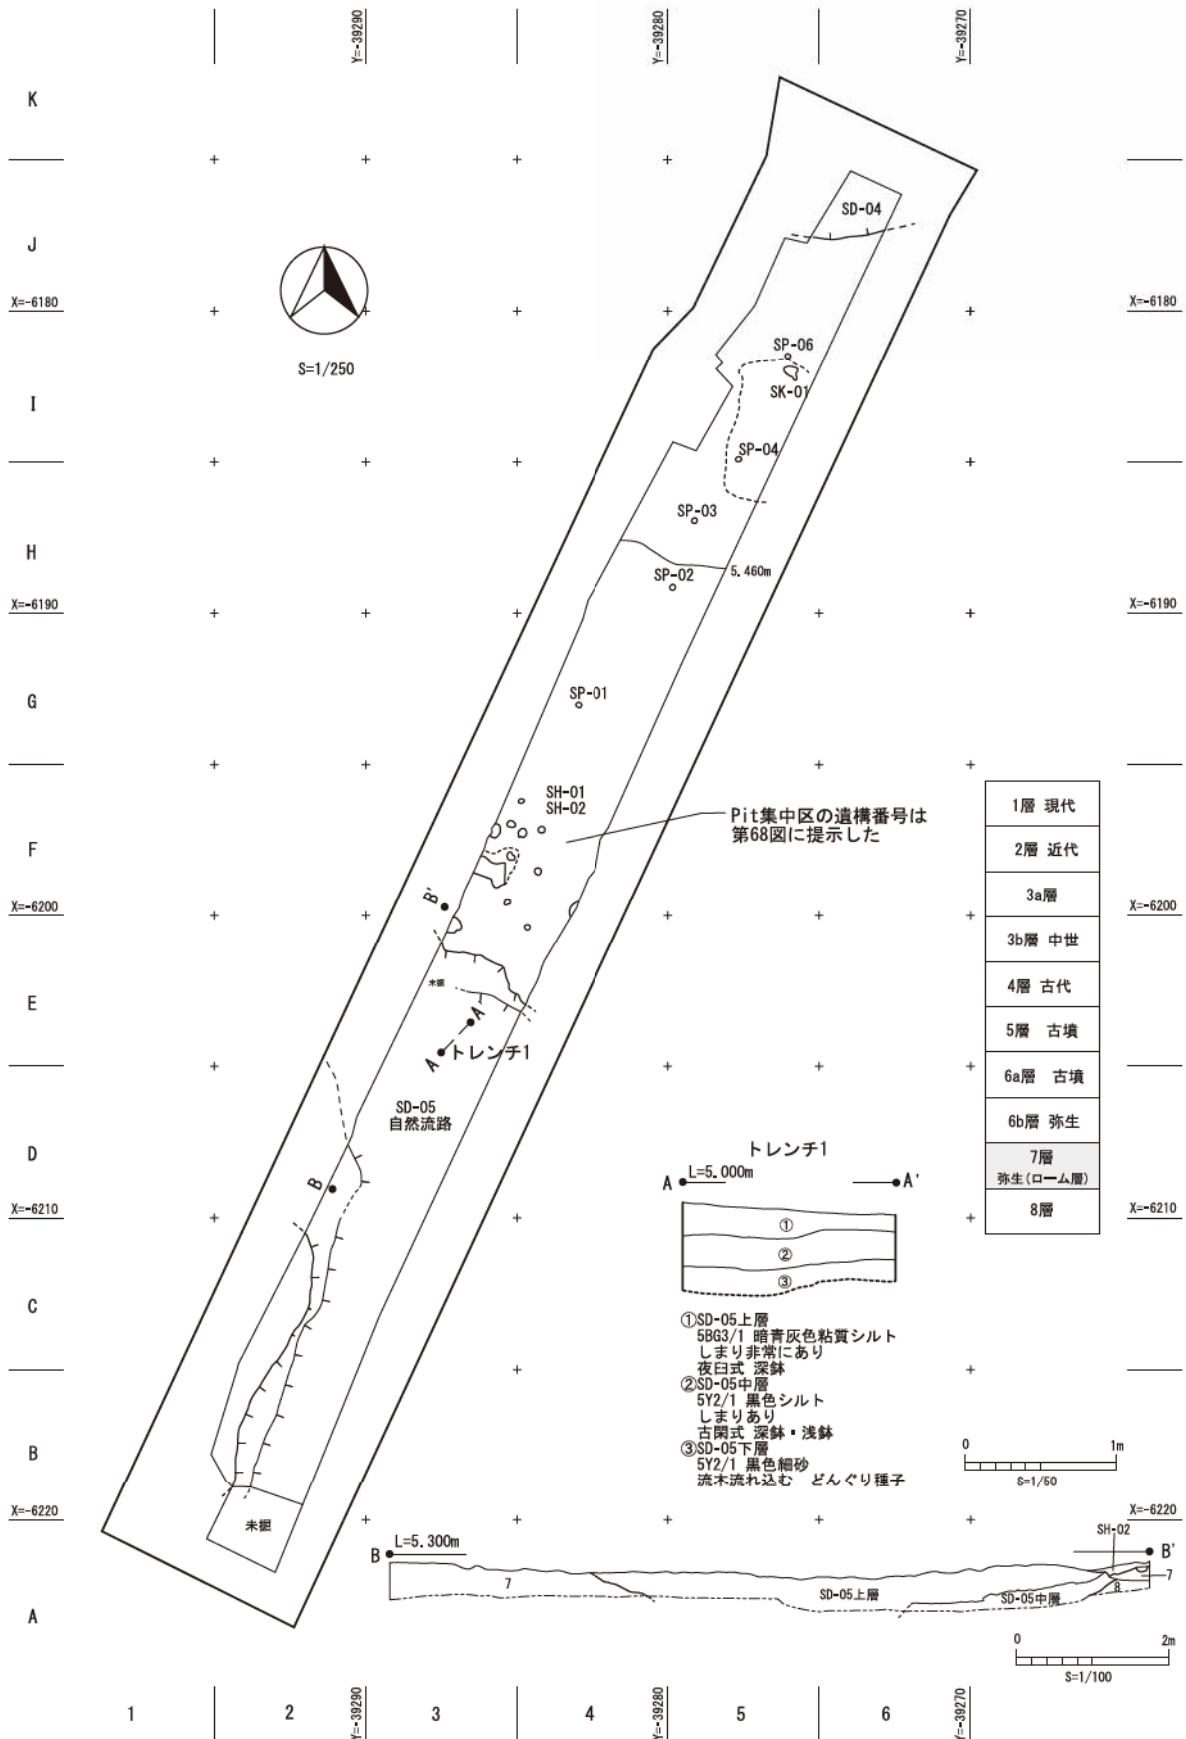 Y=-39290
Y=-39280
Y=-39270
K
J
X=-6180
X=-6180
S=1/250
SD-04
SP-06
SK-01
I
SP-04
SP-03
H
5.460m
SP-02
X=-6190
X=-6190
G
SP-01
SH-01
SH-02
Pit集中区の遺構番号は
第68図に提示した
F
B'
X=-6200
X=-6200
未掘
E
A'
A
トレンチ1
SD-05
自然流路
D
B
X=-6210
X=-6210
1層 現代
2層 近代
3a層
3b層 中世
4層 古代
5層 古墳
6a層 古墳
6b層 弥生
7層
弥生(ローム層)
8層
トレンチ1
A
L=5.000m
A'
①
②
③
C
①SD-05上層
5BG3/1 暗青灰色粘質シルト
しまり非常にあり
夜臼式 深鉢
②SD-05中層
5Y2/1 黒色シルト
しまりあり
古閑式 深鉢・浅鉢
③SD-05下層
5Y2/1 黒色細砂
流木流れ込む どんぐり種子
B
0 1m
S=1/50
X=-6220
X=-6220
未掘
B
L=5.300m
SH-02
B'
7
SD-05上層
SD-05中層
8
7
A
0 2m
S=1/100
1
2
Y=-39290
3
4
Y=-39280
5
6
Y=-39270